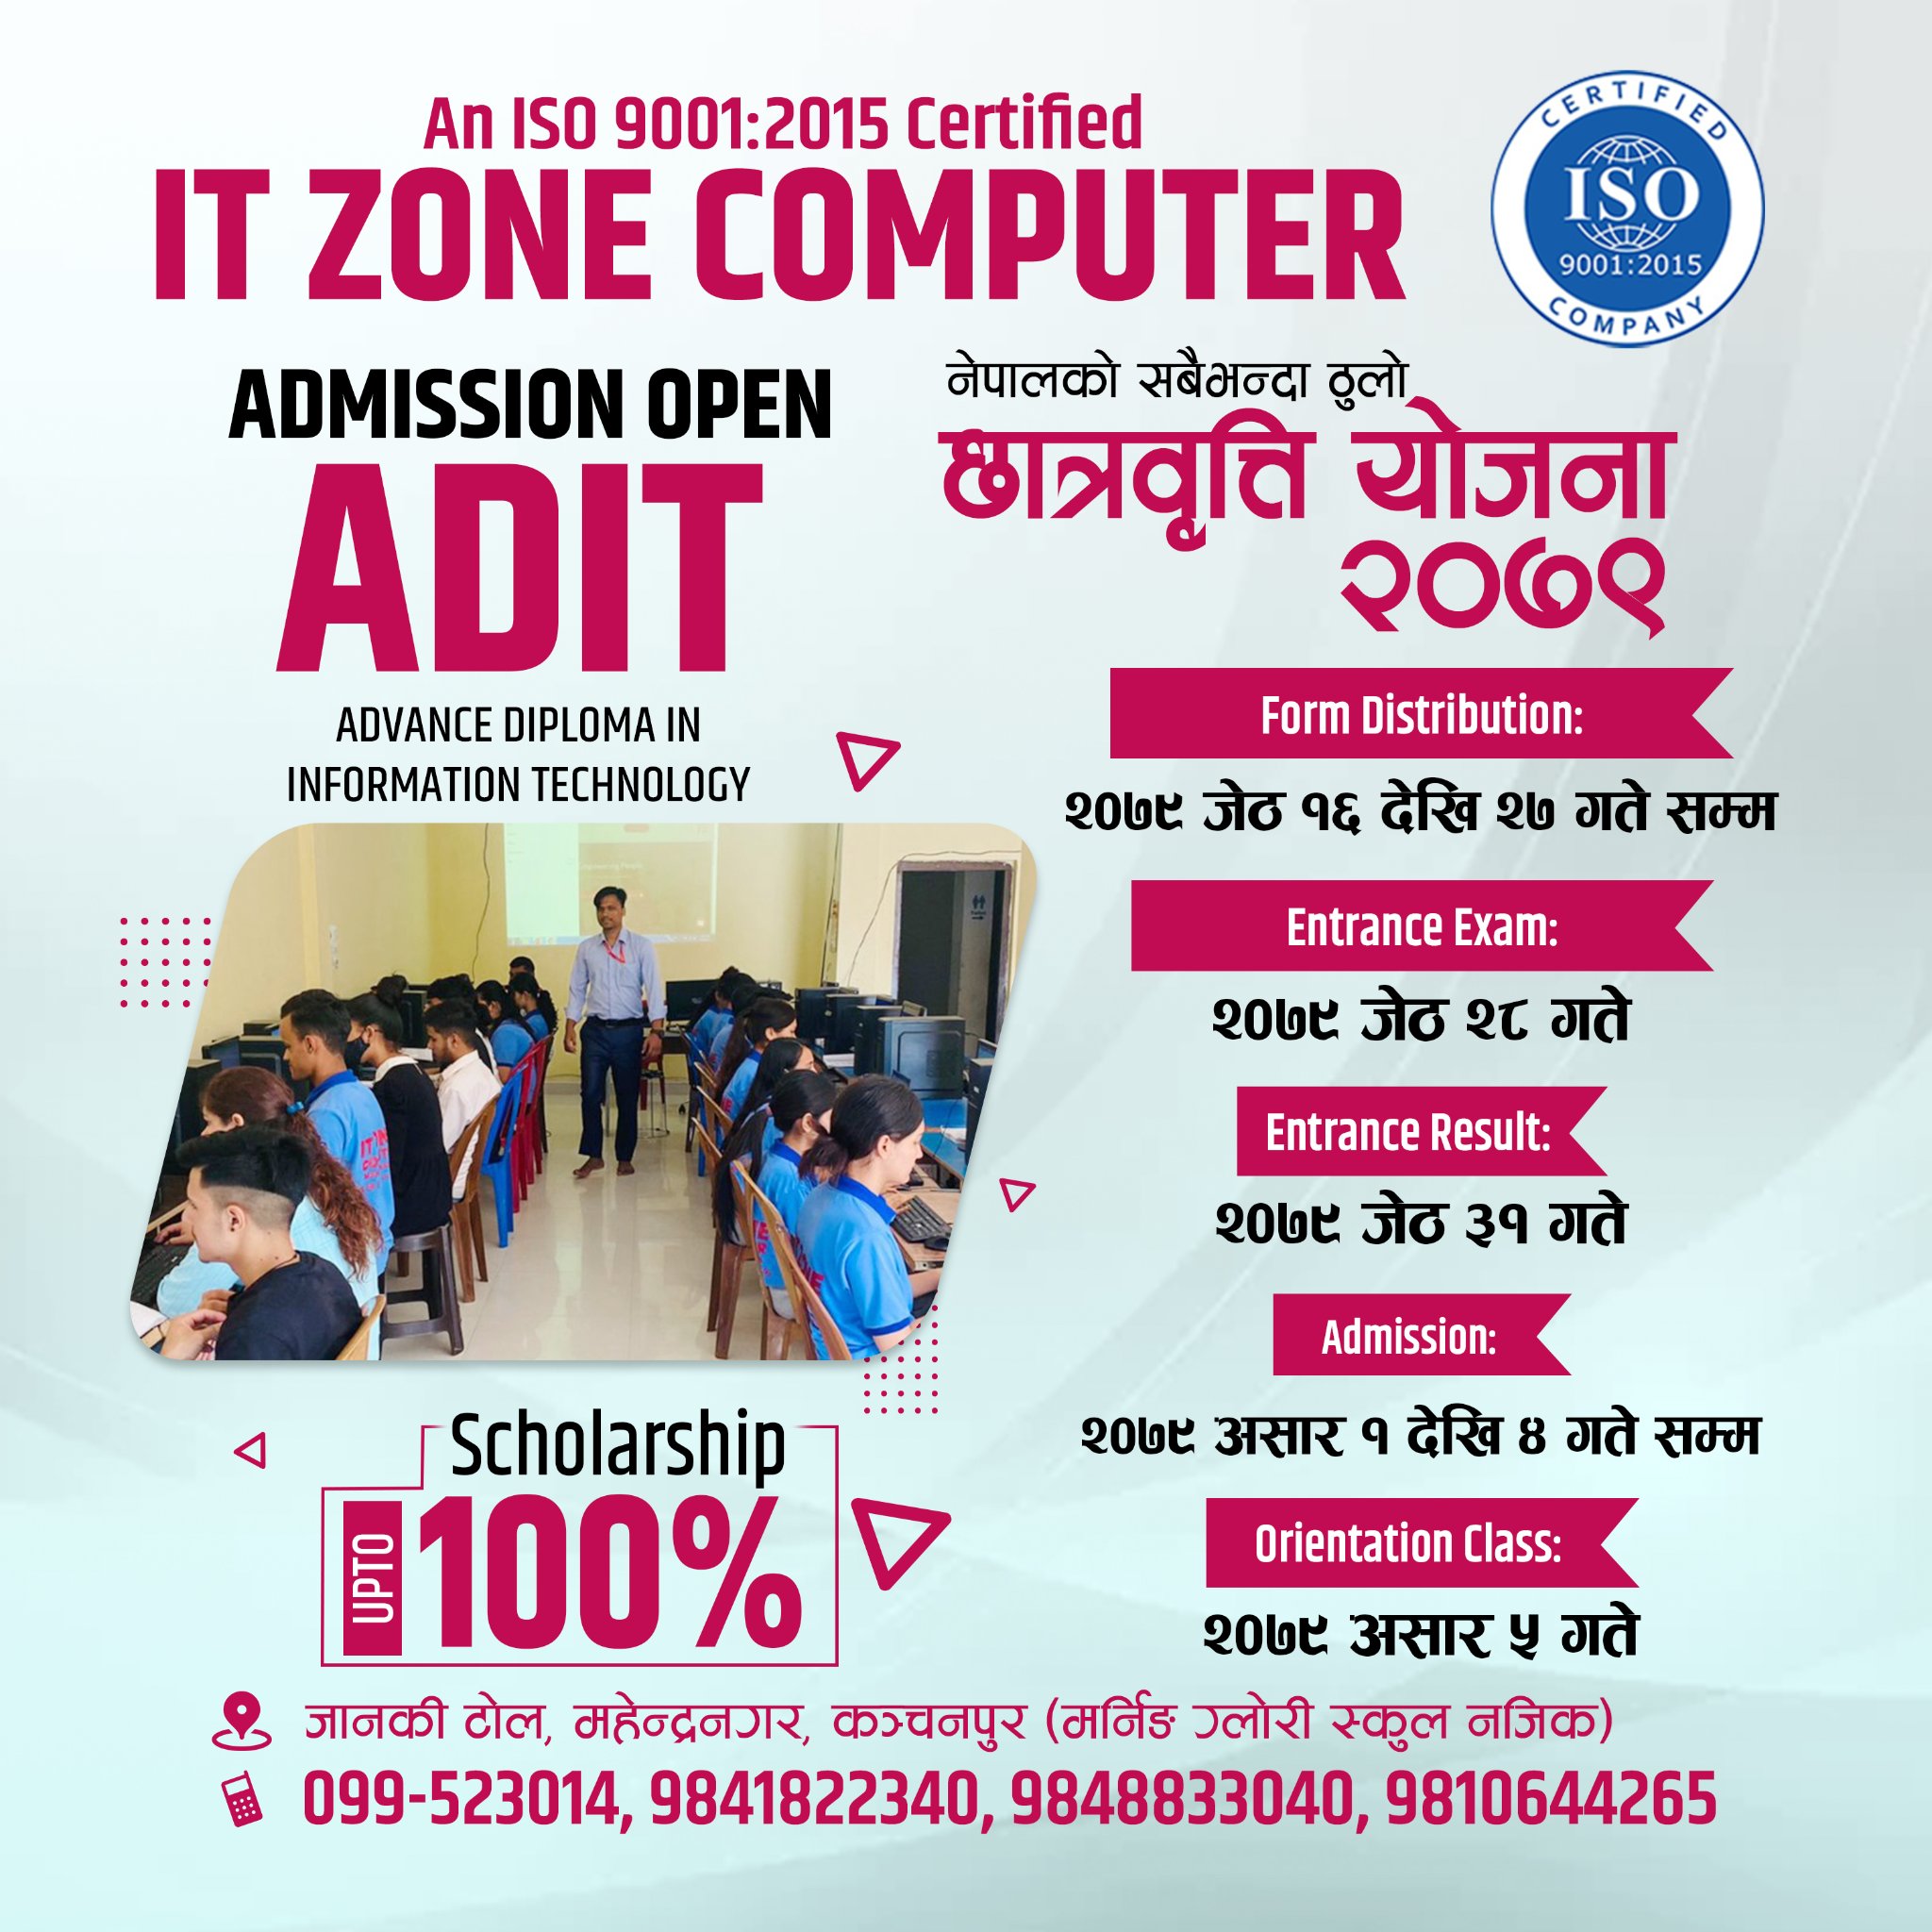 An ISO 9001:2015 Certified
IT ZONE COMPUTER
CERTIFIED
ISO
9001:2015
COMPANY
ADMISSION OPEN
ADIT
ADVANCE DIPLOMA IN
INFORMATION TECHNOLOGY
नेपालको सबैभन्दा ठुलो
छात्रवृत्ति योजना
२०७९
Form Distribution:
२०७९ जेठ १६ देखि २७ गते सम्म
Entrance Exam:
२०७९ जेठ २८ गते
Entrance Result:
२०७९ जेठ ३१ गते
Admission:
२०७९ असार १ देखि ४ गते सम्म
Orientation Class:
२०७९ असार ५ गते
Scholarship
UPTO
100%
जानकी टोल, महेन्द्रनगर, कञ्चनपुर (मर्निङ ग्लोरी स्कुल नजिक)
099-523014, 9841822340, 9848833040, 9810644265